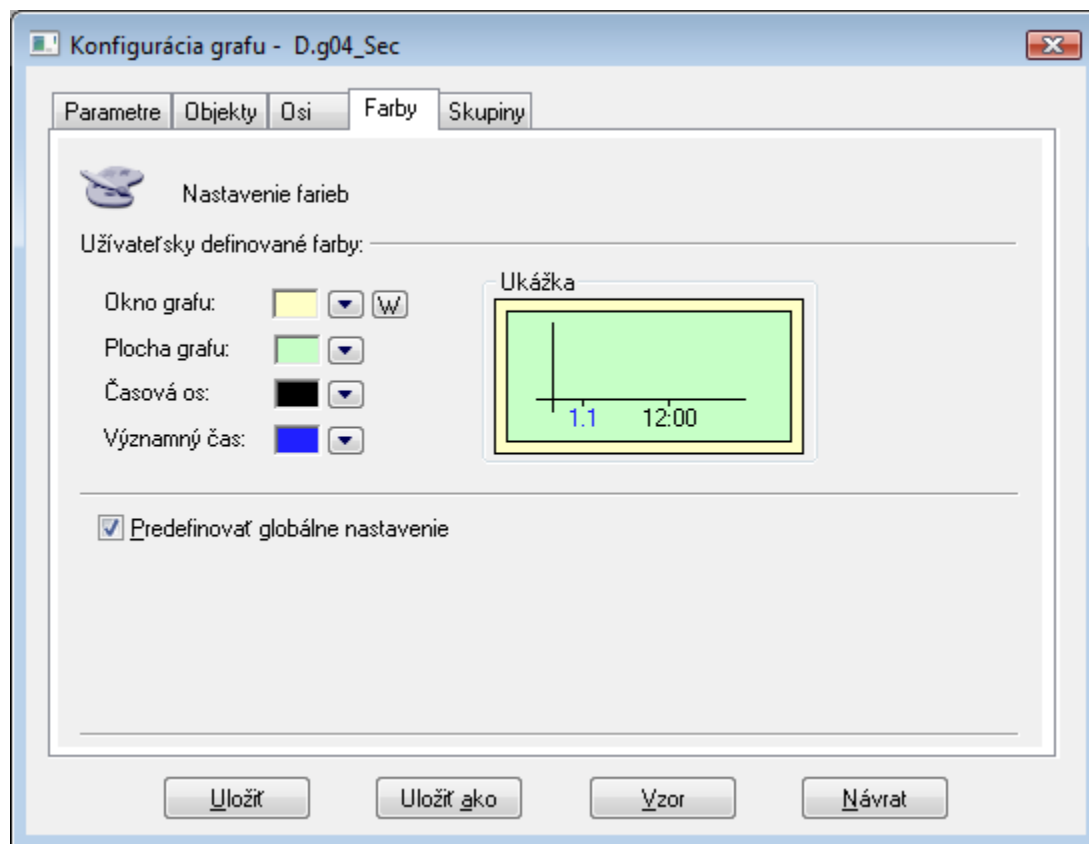 Konfigurácia grafu - D.g04_Sec
Parametre Objekty Osi Farby Skupiny
Nastavenie farieb
Užívateľsky definované farby:
Okno grafu: W
Plocha grafu:
Časová os:
Významný čas:
Ukážka
1.1 12:00
Predefinovať globálne nastavenie
Uložiť Uložiť ako Vzor Návrat